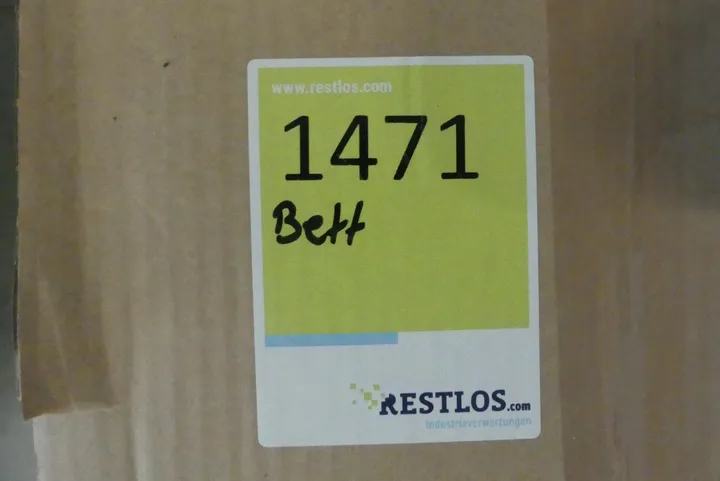 www.restlos.com
1471
Bett
RESTLOS.com
Industrieverwertungen